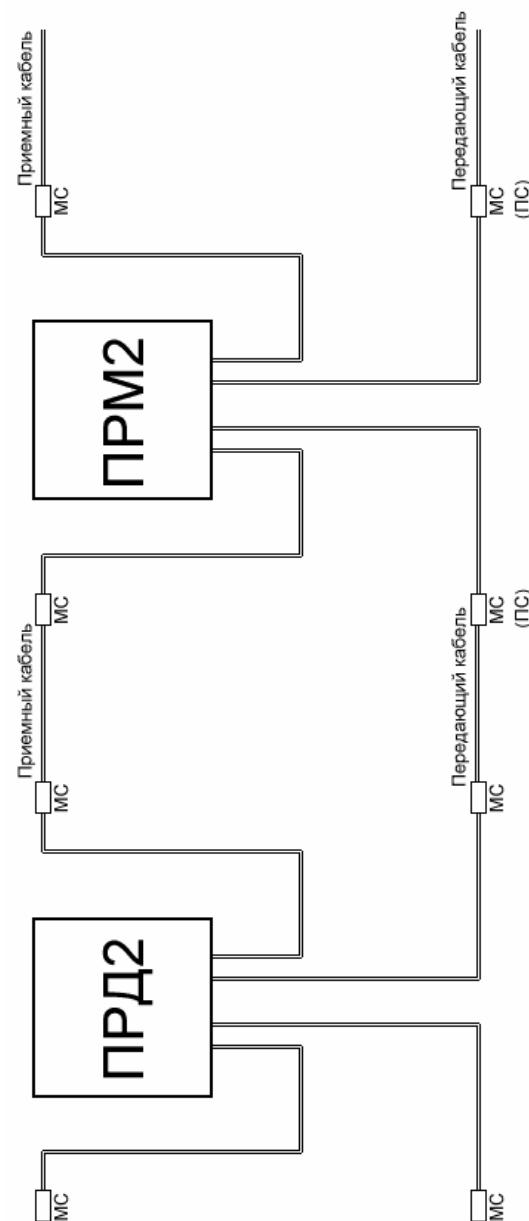 Приемный кабель
МС
Передающий кабель
МС
(ПС)
ПРМ2
МС
Приемный кабель
МС
МС
(ПС)
Передающий кабель
МС
ПРД2
МС
МС